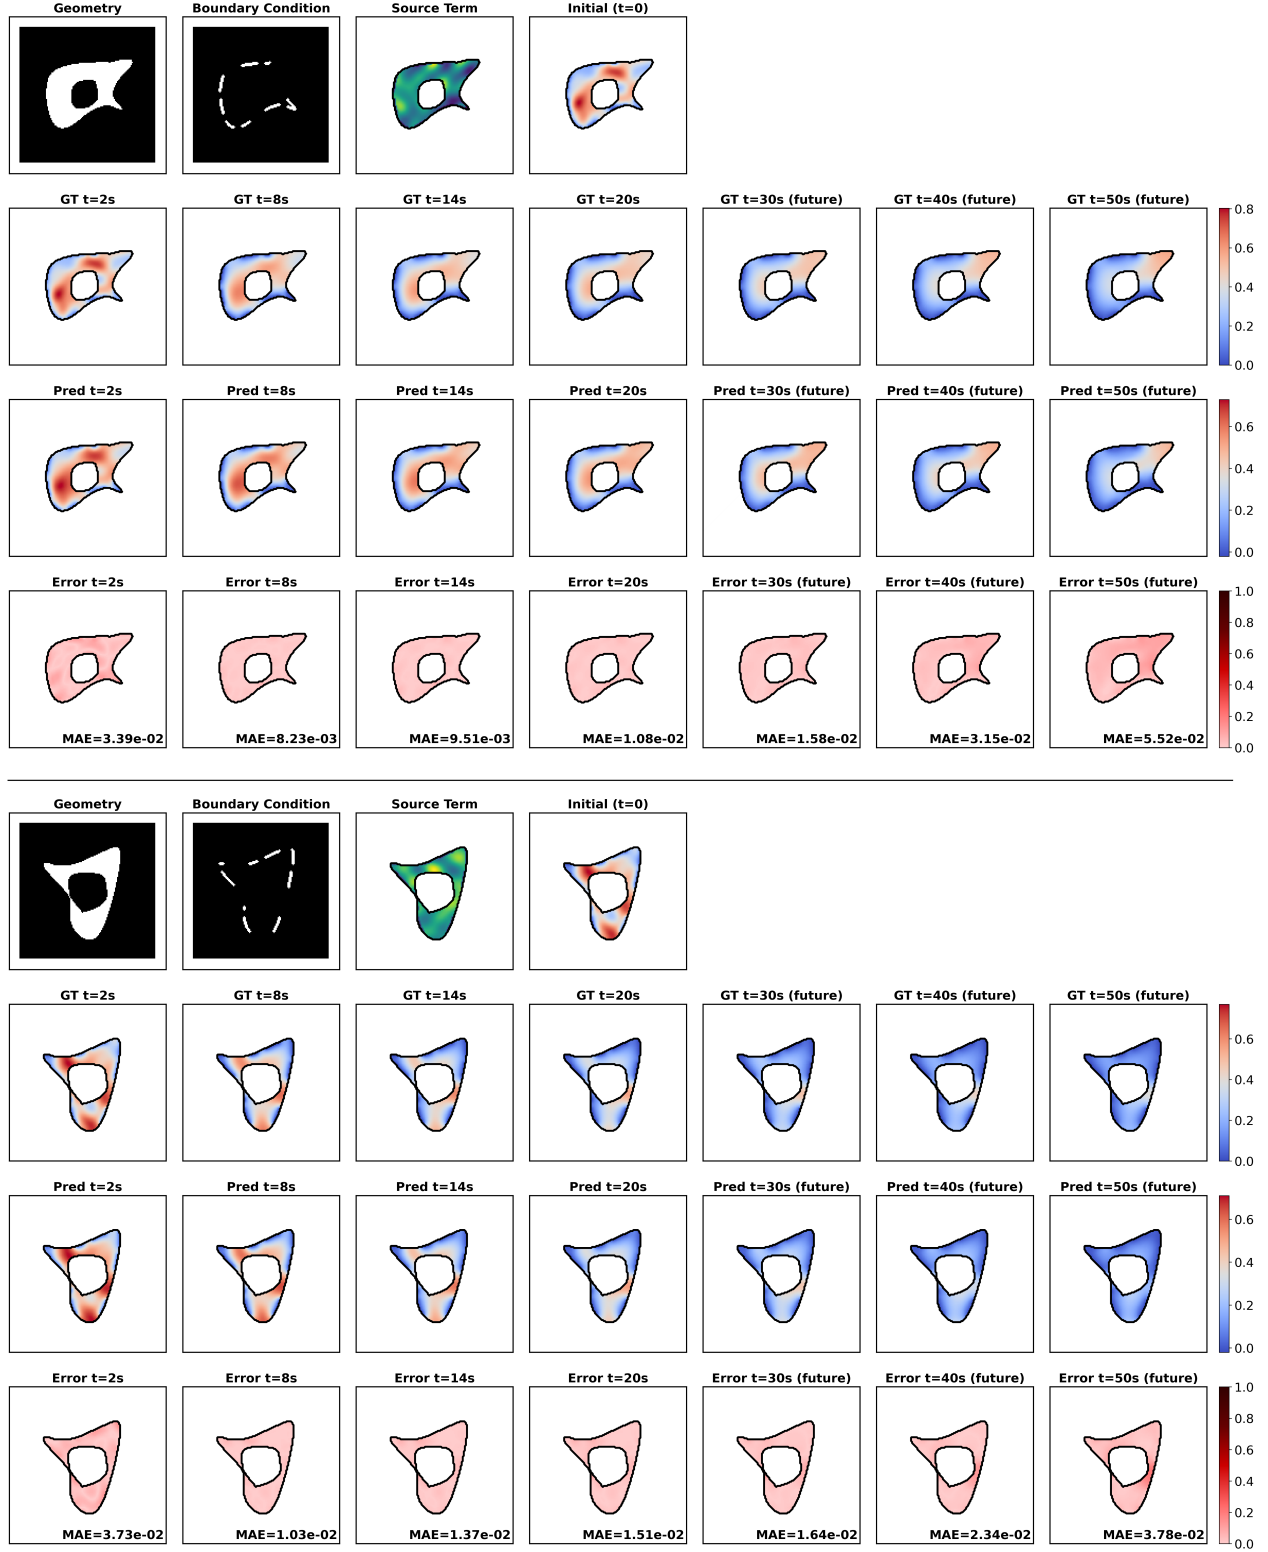 Geometry Boundary Condition Source Term Initial (t=0)
GT t=2s GT t=8s GT t=14s GT t=20s GT t=30s (future) GT t=40s (future) GT t=50s (future)
0.8
0.6
0.4
0.2
0.0
Pred t=2s Pred t=8s Pred t=14s Pred t=20s Pred t=30s (future) Pred t=40s (future) Pred t=50s (future)
0.6
0.4
0.2
0.0
Error t=2s Error t=8s Error t=14s Error t=20s Error t=30s (future) Error t=40s (future) Error t=50s (future)
1.0
0.8
0.6
0.4
0.2
0.0
MAE=3.39e-02 MAE=8.23e-03 MAE=9.51e-03 MAE=1.08e-02 MAE=1.58e-02 MAE=3.15e-02 MAE=5.52e-02
Geometry Boundary Condition Source Term Initial (t=0)
GT t=2s GT t=8s GT t=14s GT t=20s GT t=30s (future) GT t=40s (future) GT t=50s (future)
0.6
0.4
0.2
0.0
Pred t=2s Pred t=8s Pred t=14s Pred t=20s Pred t=30s (future) Pred t=40s (future) Pred t=50s (future)
0.6
0.4
0.2
0.0
Error t=2s Error t=8s Error t=14s Error t=20s Error t=30s (future) Error t=40s (future) Error t=50s (future)
1.0
0.8
0.6
0.4
0.2
0.0
MAE=3.73e-02 MAE=1.03e-02 MAE=1.37e-02 MAE=1.51e-02 MAE=1.64e-02 MAE=2.34e-02 MAE=3.78e-02